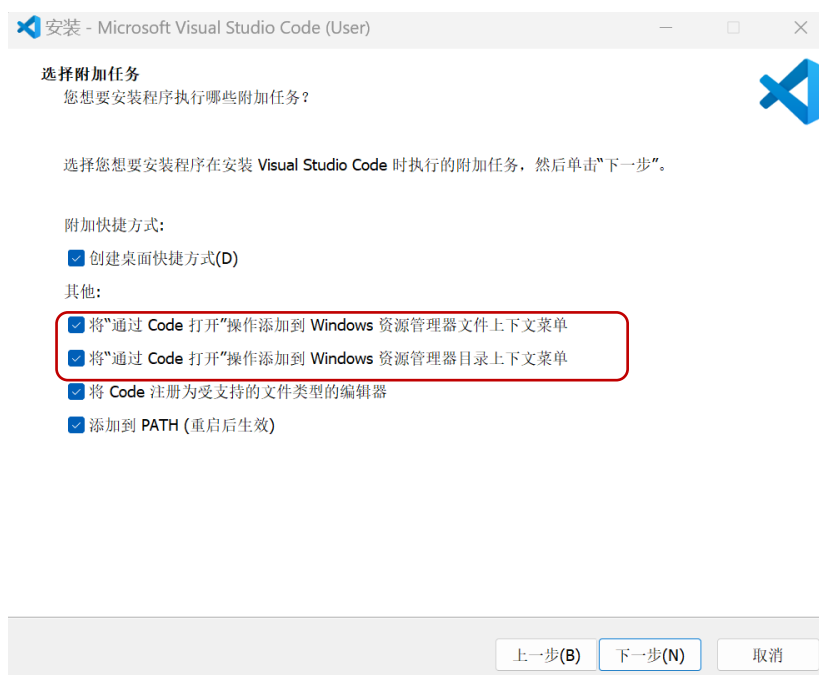 安装 - Microsoft Visual Studio Code (User)
选择附加任务
您想要安装程序执行哪些附加任务?
选择您想要安装程序在安装 Visual Studio Code 时执行的附加任务，然后单击“下一步”。
附加快捷方式:
创建桌面快捷方式(D)
其他:
将“通过 Code 打开”操作添加到 Windows 资源管理器文件上下文菜单
将“通过 Code 打开”操作添加到 Windows 资源管理器目录上下文菜单
将 Code 注册为受支持的文件类型的编辑器
添加到 PATH (重启后生效)
上一步(B) 下一步(N) 取消